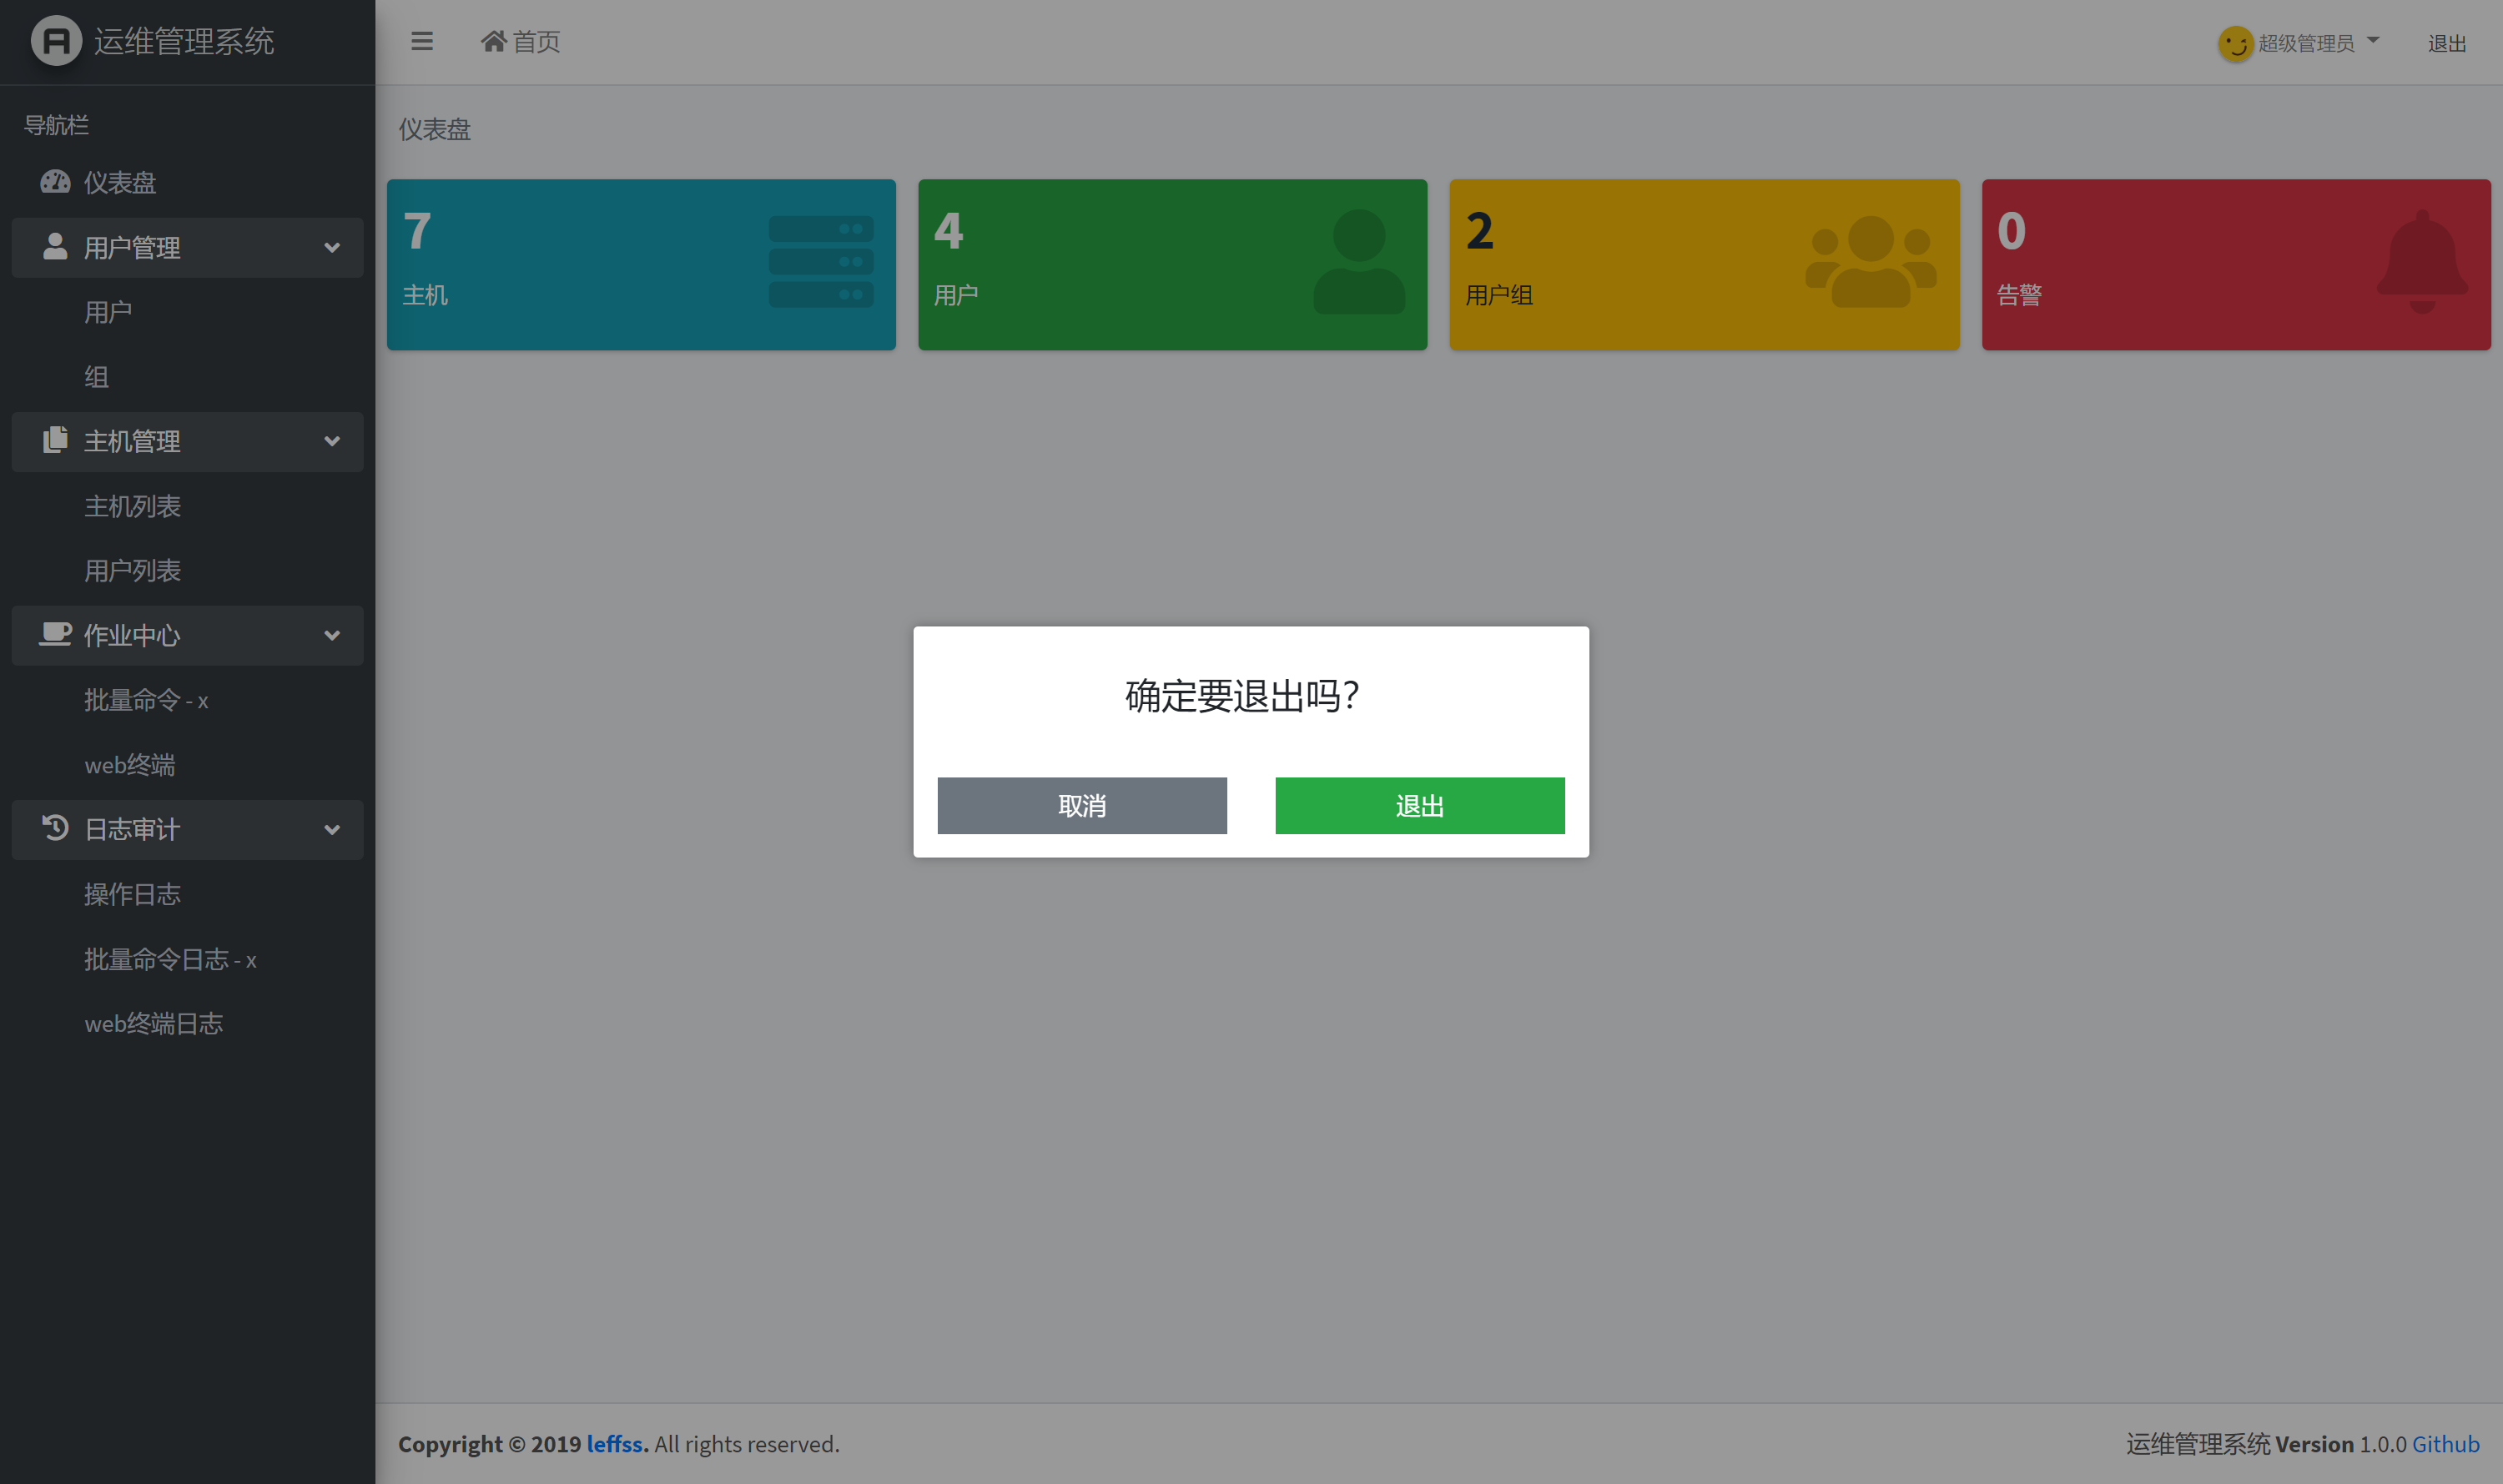 运维管理系统
首页
超级管理员
退出
导航栏
仪表盘
用户管理
用户
组
主机管理
主机列表
用户列表
作业中心
批量命令 - x
web终端
日志审计
操作日志
批量命令日志 - x
web终端日志
仪表盘
7
主机
4
用户
2
用户组
0
告警
确定要退出吗?
取消
退出
Copyright © 2019 leffss. All rights reserved.
运维管理系统 Version 1.0.0 Github